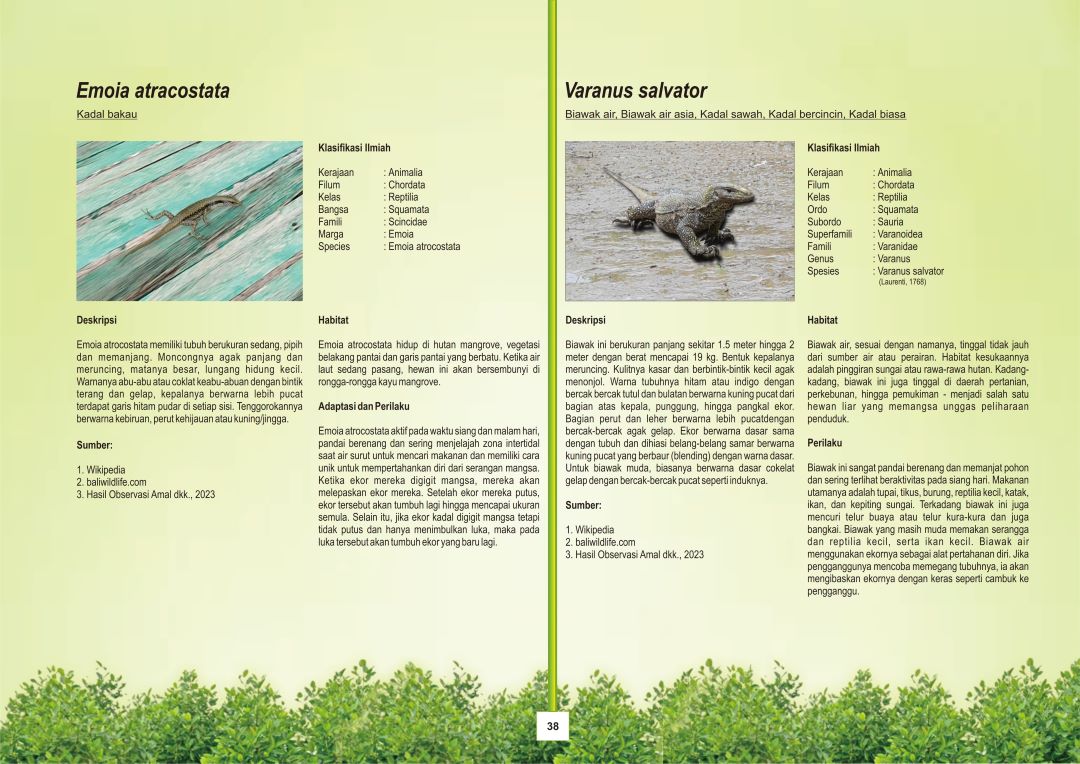 Emoia atracostata
Kadal bakau
Klasifikasi Ilmiah
Kerajaan : Animalia
Filum : Chordata
Kelas : Reptilia
Bangsa : Squamata
Famili : Scincidae
Marga : Emoia
Species : Emoia atrocostata
Deskripsi
Emoia atrocostata memiliki tubuh berukuran sedang, pipih
dan memanjang. Moncongnya agak panjang dan
meruncing, matanya besar, lungang hidung kecil.
Warnanya abu-abu atau coklat keabu-abuan dengan bintik
terang dan gelap, kepalanya berwarna lebih pucat
terdapat garis hitam pudar di setiap sisi. Tenggorokannya
berwarna kebiruan, perut kehijauan atau kuning/jingga.
Sumber:
1. Wikipedia
2. baliwildlife.com
3. Hasil Observasi Amal dkk., 2023
Habitat
Emoia atrocostata hidup di hutan mangrove, vegetasi
belakang pantai dan garis pantai yang berbatu. Ketika air
laut sedang pasang, hewan ini akan bersembunyi di
rongga-rongga kayu mangrove.
Adaptasi dan Perilaku
Emoia atrocostata aktif pada waktu siang dan malam hari,
pandai berenang dan sering menjelajah zona intertidal
saat air surut untuk mencari makanan dan memiliki cara
unik untuk mempertahankan diri dari serangan mangsa.
Ketika ekor mereka digigit mangsa, mereka akan
melepaskan ekor mereka. Setelah ekor mereka putus,
ekor tersebut akan tumbuh lagi hingga mencapai ukuran
semula. Selain itu, jika ekor kadal digigit mangsa tetapi
tidak putus dan hanya menimbulkan luka, maka pada
luka tersebut akan tumbuh ekor yang baru lagi.
Varanus salvator
Biawak air, Biawak air asia, Kadal sawah, Kadal bercincin, Kadal biasa
Klasifikasi Ilmiah
Kerajaan : Animalia
Filum : Chordata
Kelas : Reptilia
Ordo : Squamata
Subordo : Sauria
Superfamili : Varanoidea
Famili : Varanidae
Genus : Varanus
Spesies : Varanus salvator
(Laurenti, 1768)
Deskripsi
Biawak ini berukuran panjang sekitar 1.5 meter hingga 2
meter dengan berat mencapai 19 kg. Bentuk kepalanya
meruncing. Kulitnya kasar dan berbintik-bintik kecil agak
menonjol. Warna tubuhnya hitam atau indigo dengan
bercak bercak tutul dan bulatan berwarna kuning pucat dari
bagian atas kepala, punggung, hingga pangkal ekor.
Bagian perut dan leher berwarna lebih pucatdengan
bercak-bercak agak gelap. Ekor berwarna dasar sama
dengan tubuh dan dihiasi belang-belang samar berwarna
kuning pucat yang berbaur (blending) dengan warna dasar.
Untuk biawak muda, biasanya berwarna dasar cokelat
gelap dengan bercak-bercak pucat seperti induknya.
Sumber:
1. Wikipedia
2. baliwildlife.com
3. Hasil Observasi Amal dkk., 2023
Habitat
Biawak air, sesuai dengan namanya, tinggal tidak jauh
dari sumber air atau perairan. Habitat kesukaannya
adalah pinggiran sungai atau rawa-rawa hutan. Kadang-
kadang, biawak ini juga tinggal di daerah pertanian,
perkebunan, hingga pemukiman - menjadi salah satu
hewan liar yang memangsa unggas peliharaan
penduduk.
Perilaku
Biawak ini sangat pandai berenang dan memanjat pohon
dan sering terlihat beraktivitas pada siang hari. Makanan
utamanya adalah tupai, tikus, burung, reptilia kecil, katak,
ikan, dan kepiting sungai. Terkadang biawak ini juga
mencuri telur buaya atau telur kura-kura dan juga
bangkai. Biawak yang masih muda memakan serangga
dan reptilia kecil, serta ikan kecil. Biawak air
menggunakan ekornya sebagai alat pertahanan diri. Jika
pengganggunya mencoba memegang tubuhnya, ia akan
mengibaskan ekornya dengan keras seperti cambuk ke
pengganggu.
38